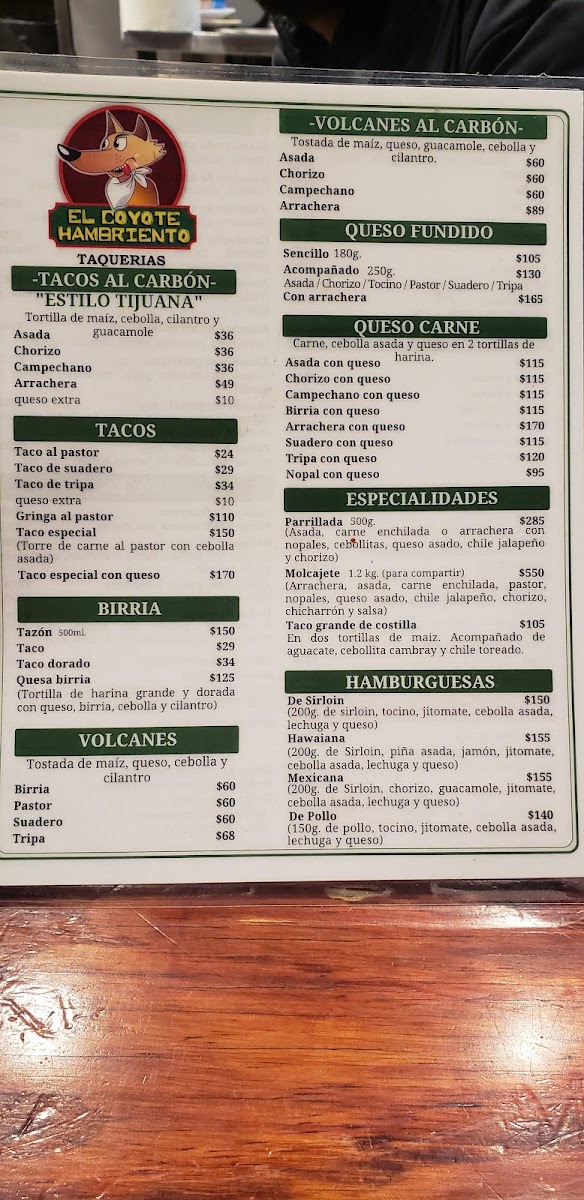 EL COYOTE
HAMBRIENTO
TAQUERIAS
-TACOS AL CARBÓN-
"ESTILO TIJUANA"
Tortilla de maíz, cebolla, cilantro y
guacamole
Asada $36
Chorizo $36
Campechano $36
Arrachera $49
queso extra $10
TACOS
Taco al pastor $24
Taco de suadero $29
Taco de tripa $34
queso extra $10
Gringa al pastor $110
Taco especial $150
(Torre de carne al pastor con cebolla
asada)
Taco especial con queso $170
BIRRIA
Tazón 500ml. $150
Taco $29
Taco dorado $34
Quesa birria $125
(Tortilla de harina grande y dorada
con queso, birria, cebolla y cilantro)
VOLCANES
Tostada de maíz, queso, cebolla y
cilantro
Birria $60
Pastor $60
Suadero $60
Tripa $68
-VOLCANES AL CARBÓN-
Tostada de maíz, queso, guacamole, cebolla y
cilantro.
Asada $60
Chorizo $60
Campechano $60
Arrachera $89
QUESO FUNDIDO
Sencillo 180g. $105
Acompañado 250g. $130
Asada / Chorizo / Tocino / Pastor / Suadero / Tripa
Con arrachera $165
QUESO CARNE
Carne, cebolla asada y queso en 2 tortillas de
harina.
Asada con queso $115
Chorizo con queso $115
Campechano con queso $115
Birria con queso $115
Arrachera con queso $170
Suadero con queso $115
Tripa con queso $120
Nopal con queso $95
ESPECIALIDADES
Parrillada 500g. $285
(Asada, carne enchilada o arrachera con
nopales, cebollitas, queso asado, chile jalapeño
y chorizo)
Molcajete 1.2 kg. (para compartir) $550
(Arrachera, asada, carne enchilada, pastor,
nopales, queso asado, chile jalapeño, chorizo,
chicharrón y salsa)
Taco grande de costilla $105
En dos tortillas de maiz. Acompañado de
aguacate, cebollita cambray y chile toreado.
HAMBURGUESAS
De Sirloin $150
(200g. de sirloin, tocino, jitomate, cebolla asada,
lechuga y queso)
Hawaiana $155
(200g. de Sirloin, piña asada, jamón, jitomate,
cebolla asada, lechuga y queso)
Mexicana $155
(200g. de Sirloin, chorizo, guacamole, jitomate,
cebolla asada, lechuga y queso)
De Pollo $140
(150g. de pollo, tocino, jitomate, cebolla asada,
lechuga y queso)